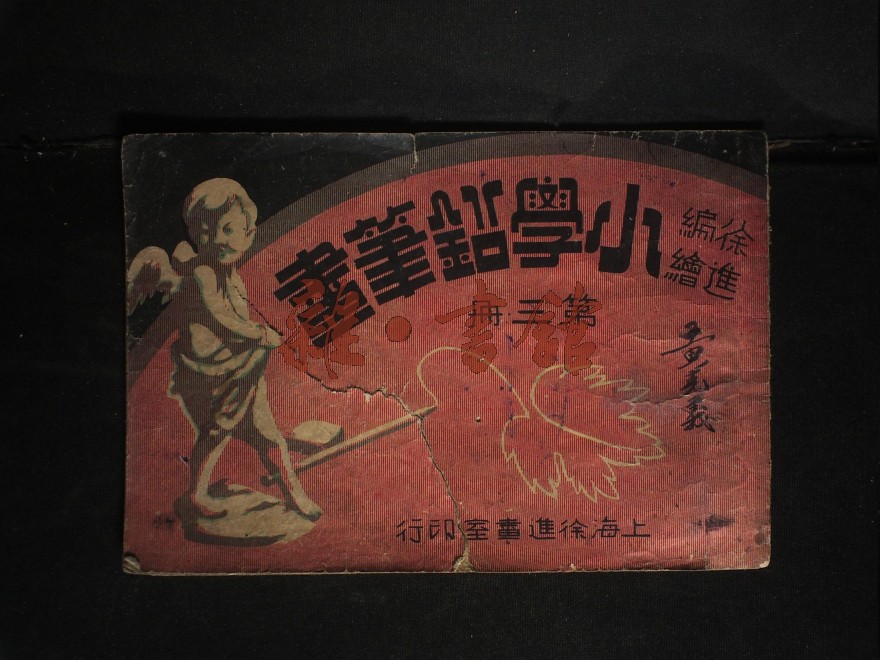 徐進
編繪
小學鉛筆畫
第三冊
上海徐進畫室印行